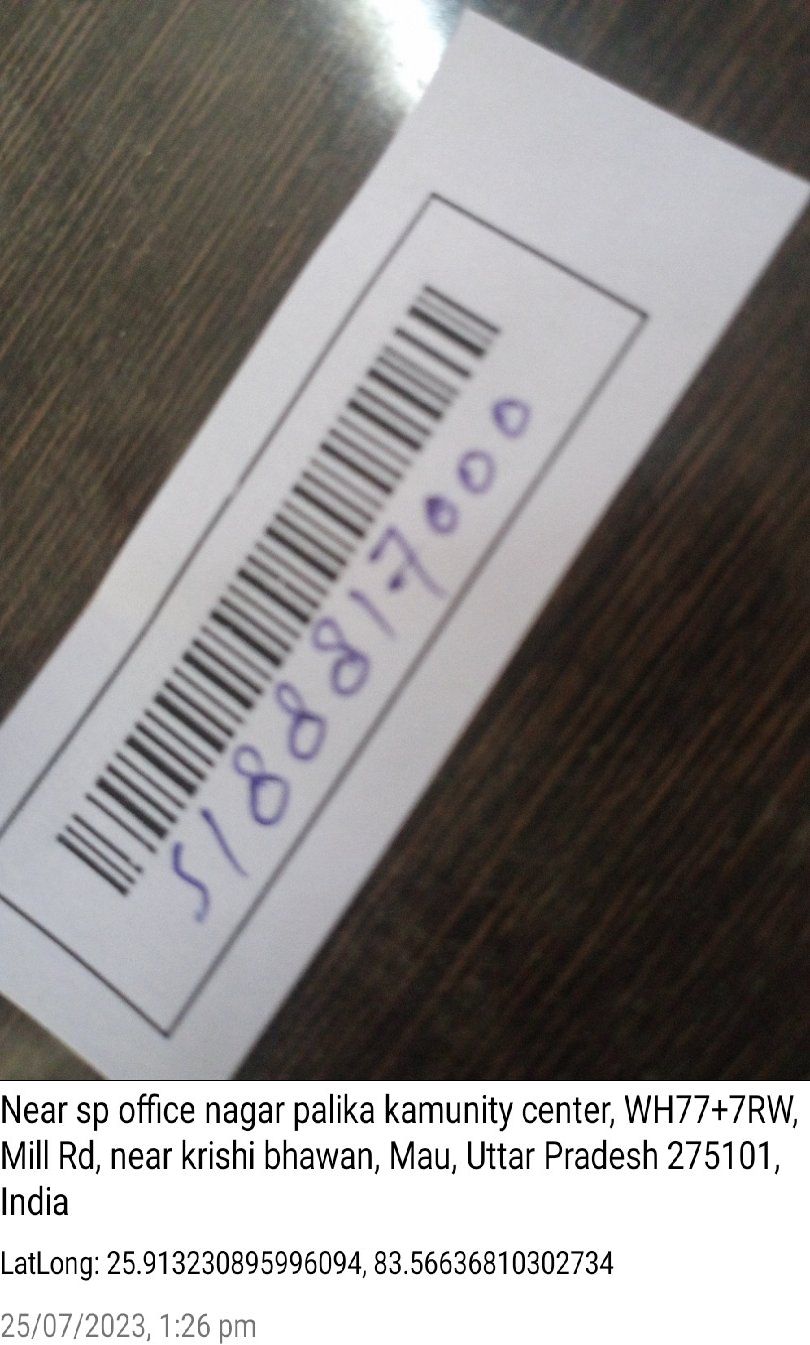 5188817000
Near sp office nagar palika kamunity center, WH77+7RW,
Mill Rd, near krishi bhawan, Mau, Uttar Pradesh 275101,
India
LatLong: 25.913230895996094, 83.56636810302734
25/07/2023, 1:26 pm